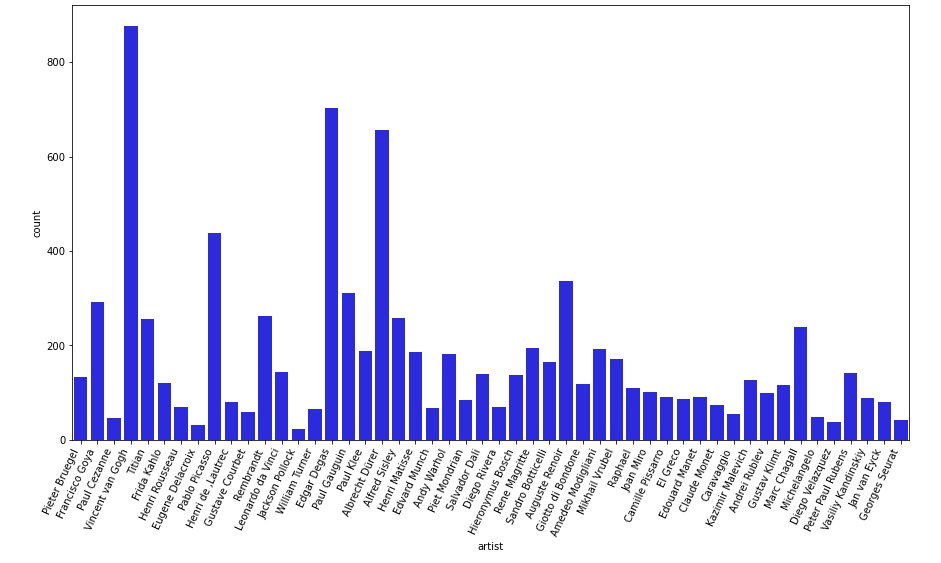 800
600
400
200
0
count
Pieter Bruegel
Francisco Goya
Paul Cezanne
Vincent van Gogh
Titian
Frida Kahlo
Henri Rousseau
Eugene Delacroix
Pablo Picasso
Henri de ,Lautrec
Gustave Courbet
Rembrandt
Leonardo da Vinci
Jackson Pollock
William Turner
Edgar Degas
Paul Gauguin
Paul Klee
Albrecht Dürer
Alfred Sisley
Henri Matisse
Edvard Munch
Andy Warhol
Piet Mondrian
Salvador Dali
Diego Rivera
Hieronymus Bosch
Rene Magritte
Sandro Botticelli
Auguste Renoir
Giotto di Bondone
Amedeo Modigliani
Mikhail Vrubel
Raphael
Joan Miro
Camille Pissarro
El Greco
Edouard Manet
Claude Monet
Caravaggio
Kazimir Malevich
Andrei Rublev
Gustav Klimt
Marc Chagall
Michelangelo
Diego Velazquez
Peter Paul Rubens
Vasiliy Kandinskiy
Jan van Eyck
Georges Seurat
artist